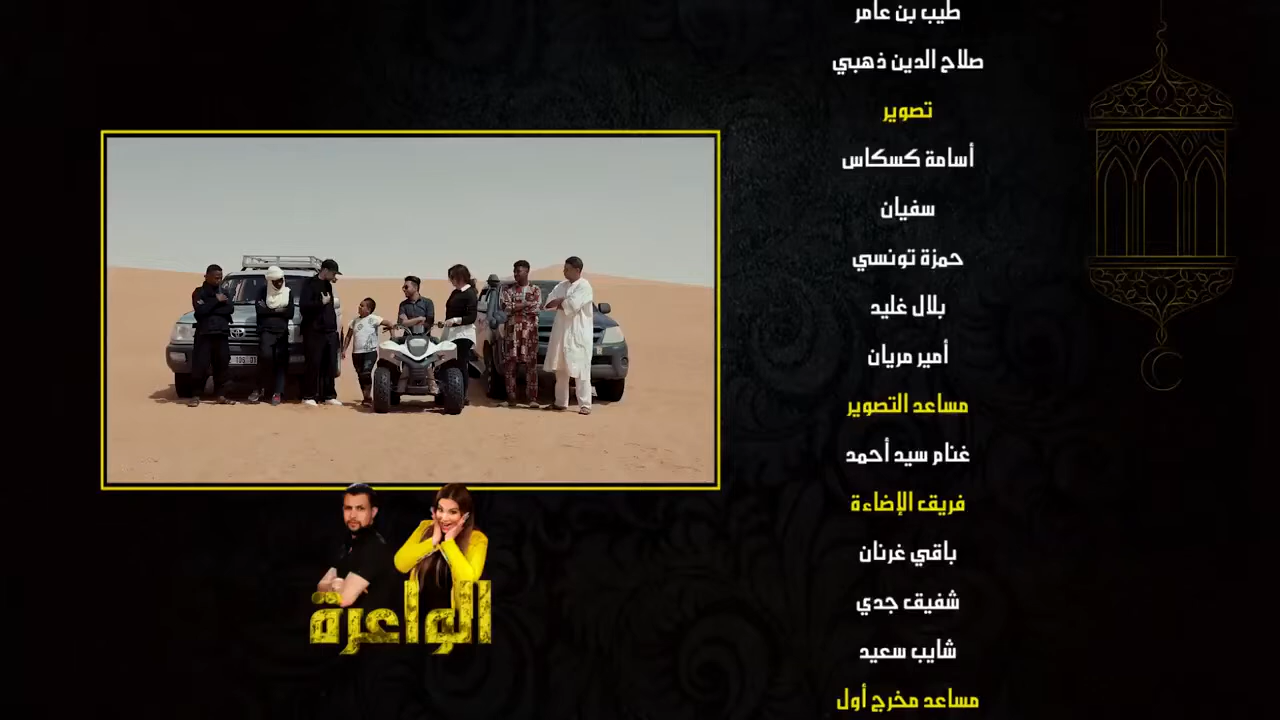 طيب بن عامر
صلاح الدين ذهبي
تصوير
أسامة كسكاس
سفيان
حمزة تونسي
بلال غليد
أمير مريان
مساعد التصوير
غنام سيد أحمد
فريق الإضاءة
باقي غرنان
شفيق جدي
شايب سعيد
مساعد مخرج أول
الواعرة